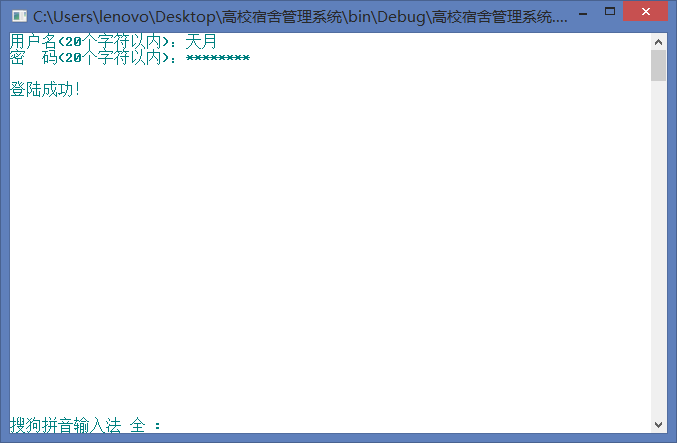 C:\Users\lenovo\Desktop\高校宿舍管理系统\bin\Debug\高校宿舍管理系统....
用户名(20个字符以内)：天月
密　码(20个字符以内)：********
登陆成功!
搜狗拼音输入法 全 :